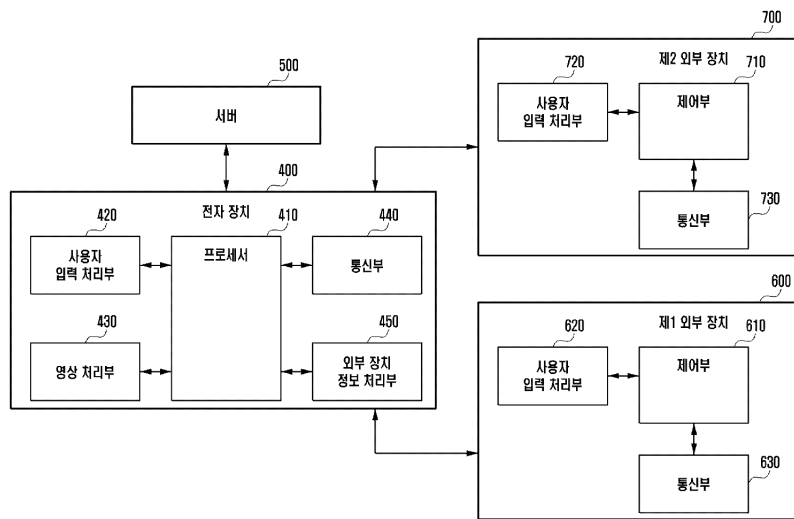 500
서버
400
전자 장치
420
사용자
입력 처리부
410
프로세서
440
통신부
430
영상 처리부
450
외부 장치
정보 처리부
700
제2 외부 장치
720
사용자
입력 처리부
710
제어부
730
통신부
600
제1 외부 장치
620
사용자
입력 처리부
610
제어부
630
통신부